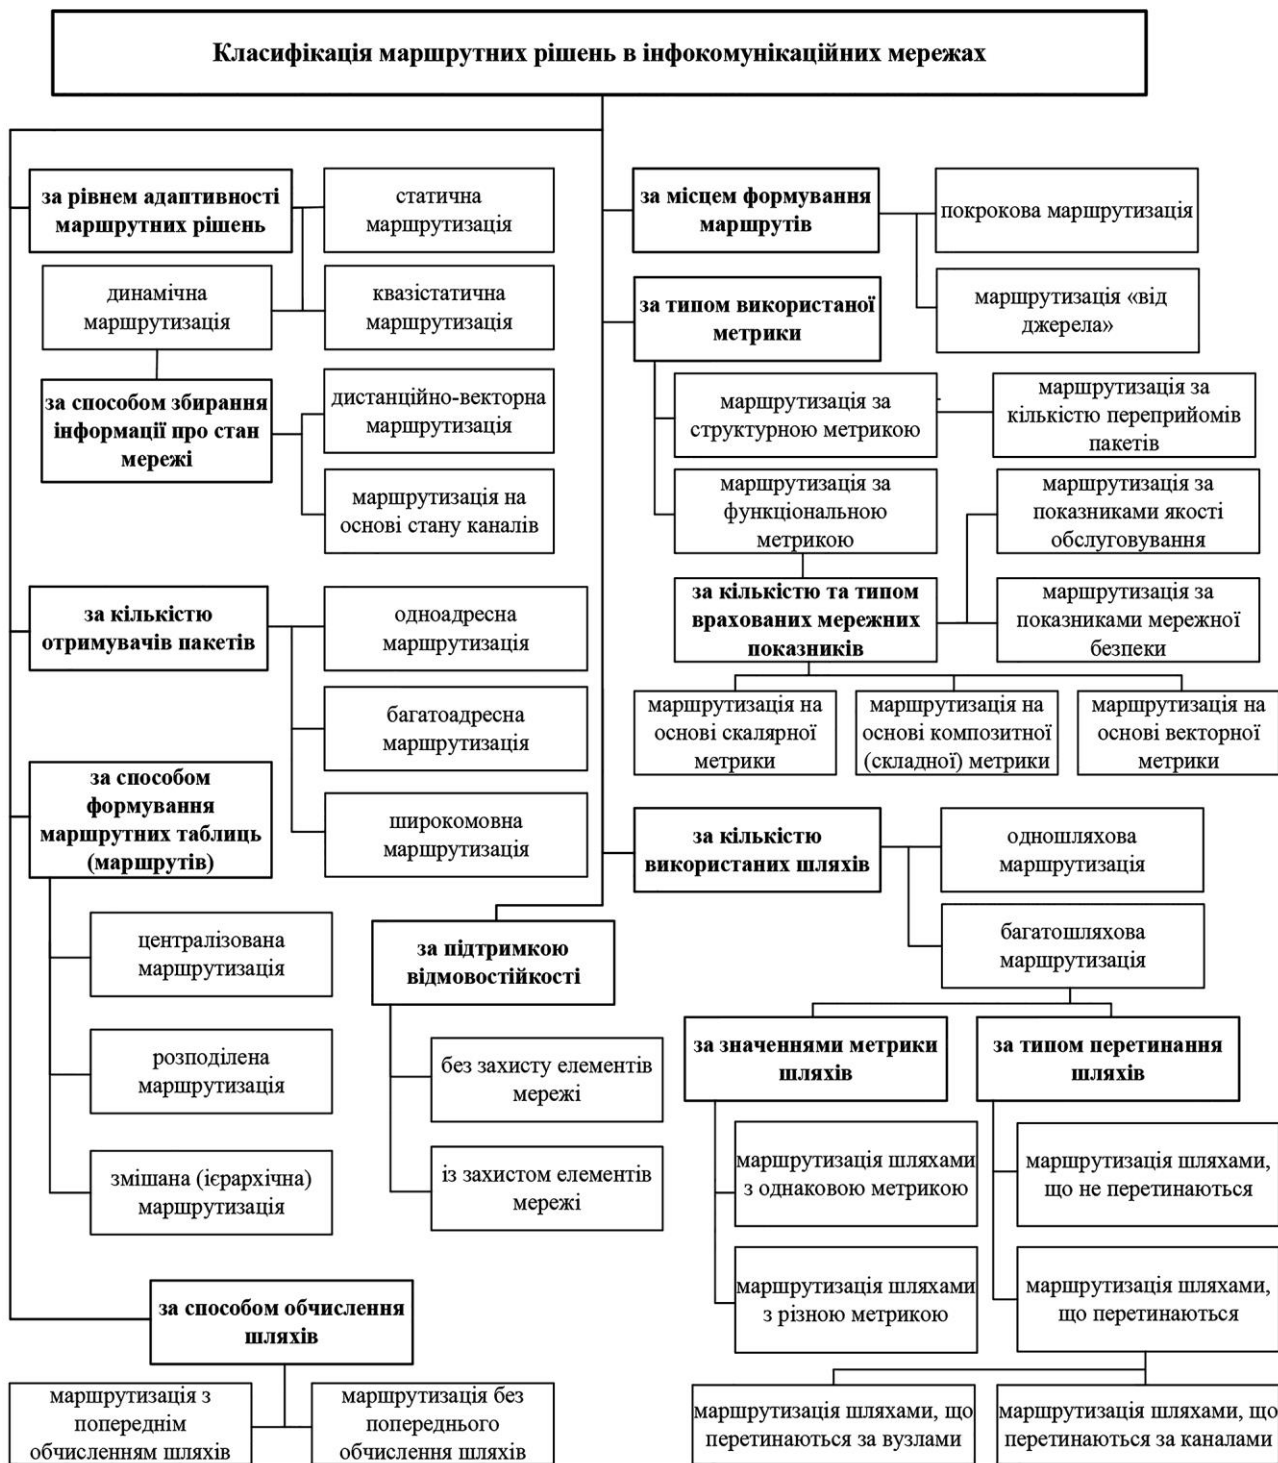 Класифікація маршрутних рішень в інфокомунікаційних мережах
за рівнем адаптивності
маршрутних рішень
статична
маршрутизація
динамічна
маршрутизація
квазістатична
маршрутизація
за способом збирання
інформації про стан
мережі
дистанційно-векторна
маршрутизація
маршрутизація на
основі стану каналів
за кількістю
отримувачів пакетів
одноадресна
маршрутизація
багатоадресна
маршрутизація
широкомовна
маршрутизація
за способом
формування
маршрутних таблиць
(маршрутів)
централізована
маршрутизація
розподілена
маршрутизація
змішана (ієрархічна)
маршрутизація
за підтримкою
відмовостійкості
без захисту елементів
мережі
із захистом елементів
мережі
за способом обчислення
шляхів
маршрутизація з
попереднім
обчисленням шляхів
маршрутизація без
попереднього
обчислення шляхів
за місцем формування
маршрутів
покрокова маршрутизація
маршрутизація «від
джерела»
за типом використаної
метрики
маршрутизація за
структурною метрикою
маршрутизація за
кількістю переприйомів
пакетів
маршрутизація за
функціональною
метрикою
маршрутизація за
показниками якості
обслуговування
за кількістю та типом
врахованих мережних
показників
маршрутизація за
показниками мережної
безпеки
маршрутизація на
основі скалярної
метрики
маршрутизація на
основі композитної
(складної) метрики
маршрутизація на
основі векторної
метрики
за кількістю
використаних шляхів
одношляхова
маршрутизація
багатошляхова
маршрутизація
за значеннями метрики
шляхів
за типом перетинання
шляхів
маршрутизація шляхами
з однаковою метрикою
маршрутизація шляхами
з різною метрикою
маршрутизація шляхами,
що не перетинаються
маршрутизація шляхами,
що перетинаються
маршрутизація шляхами, що
перетинаються за вузлами
маршрутизація шляхами, що
перетинаються за каналами